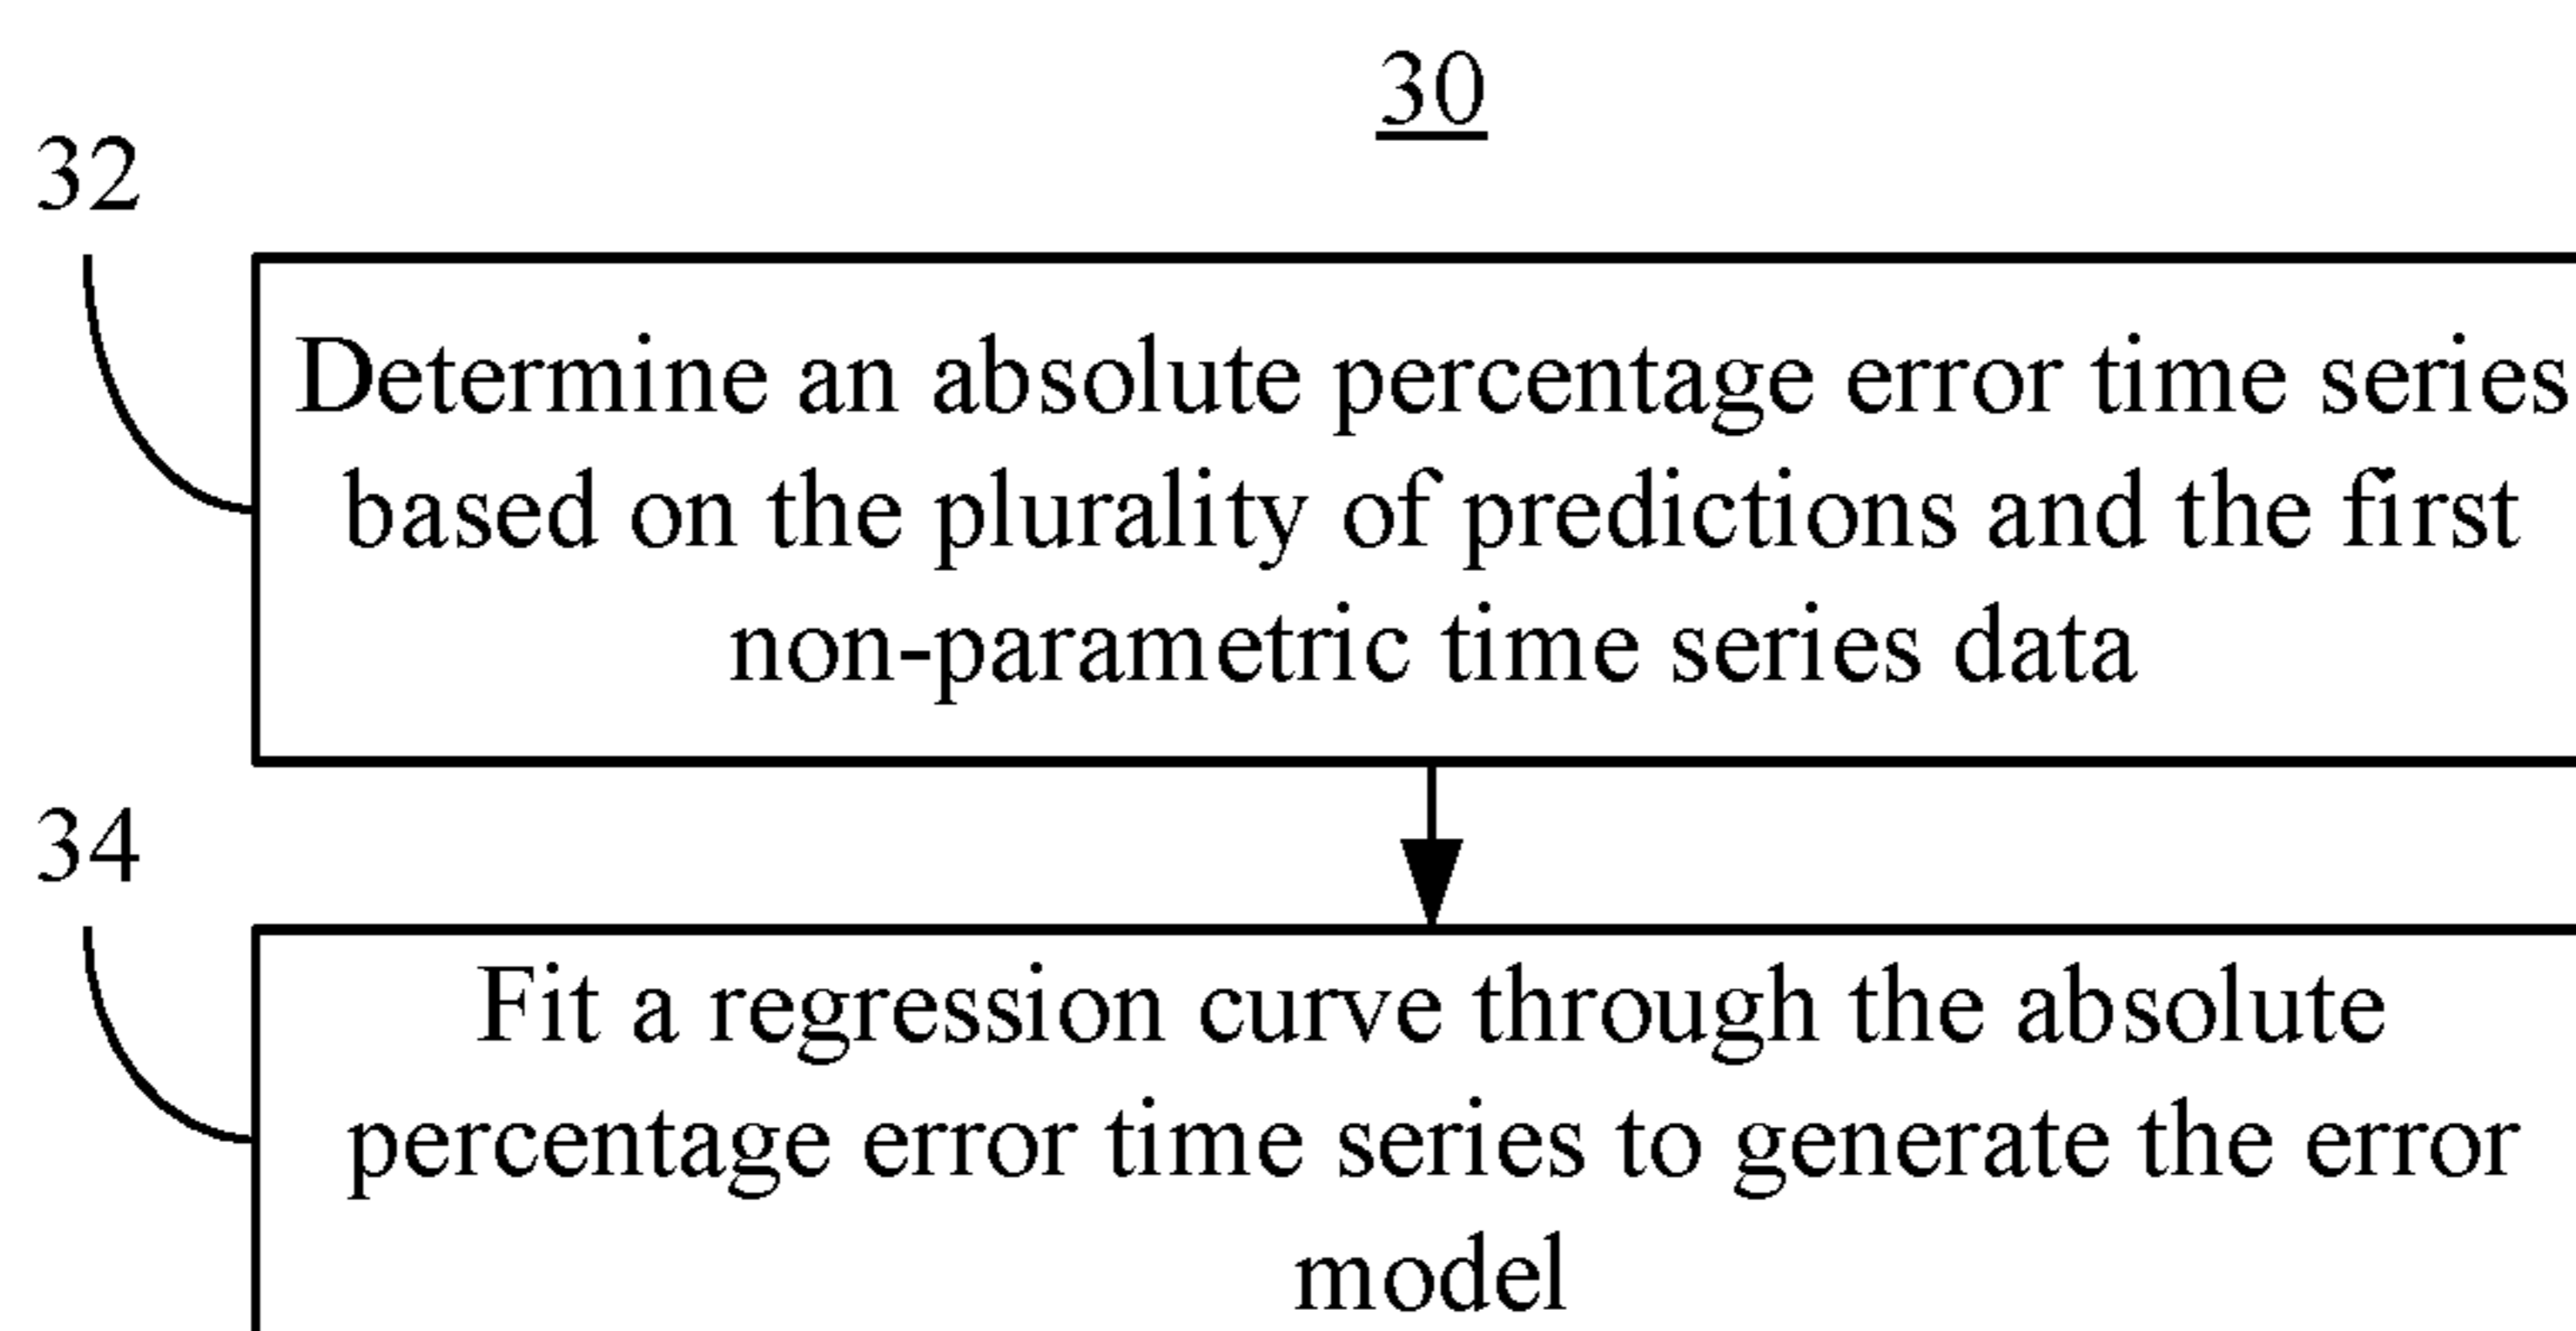 30
32
Determine an absolute percentage error time series
based on the plurality of predictions and the first
non-parametric time series data
34
Fit a regression curve through the absolute
percentage error time series to generate the error
model